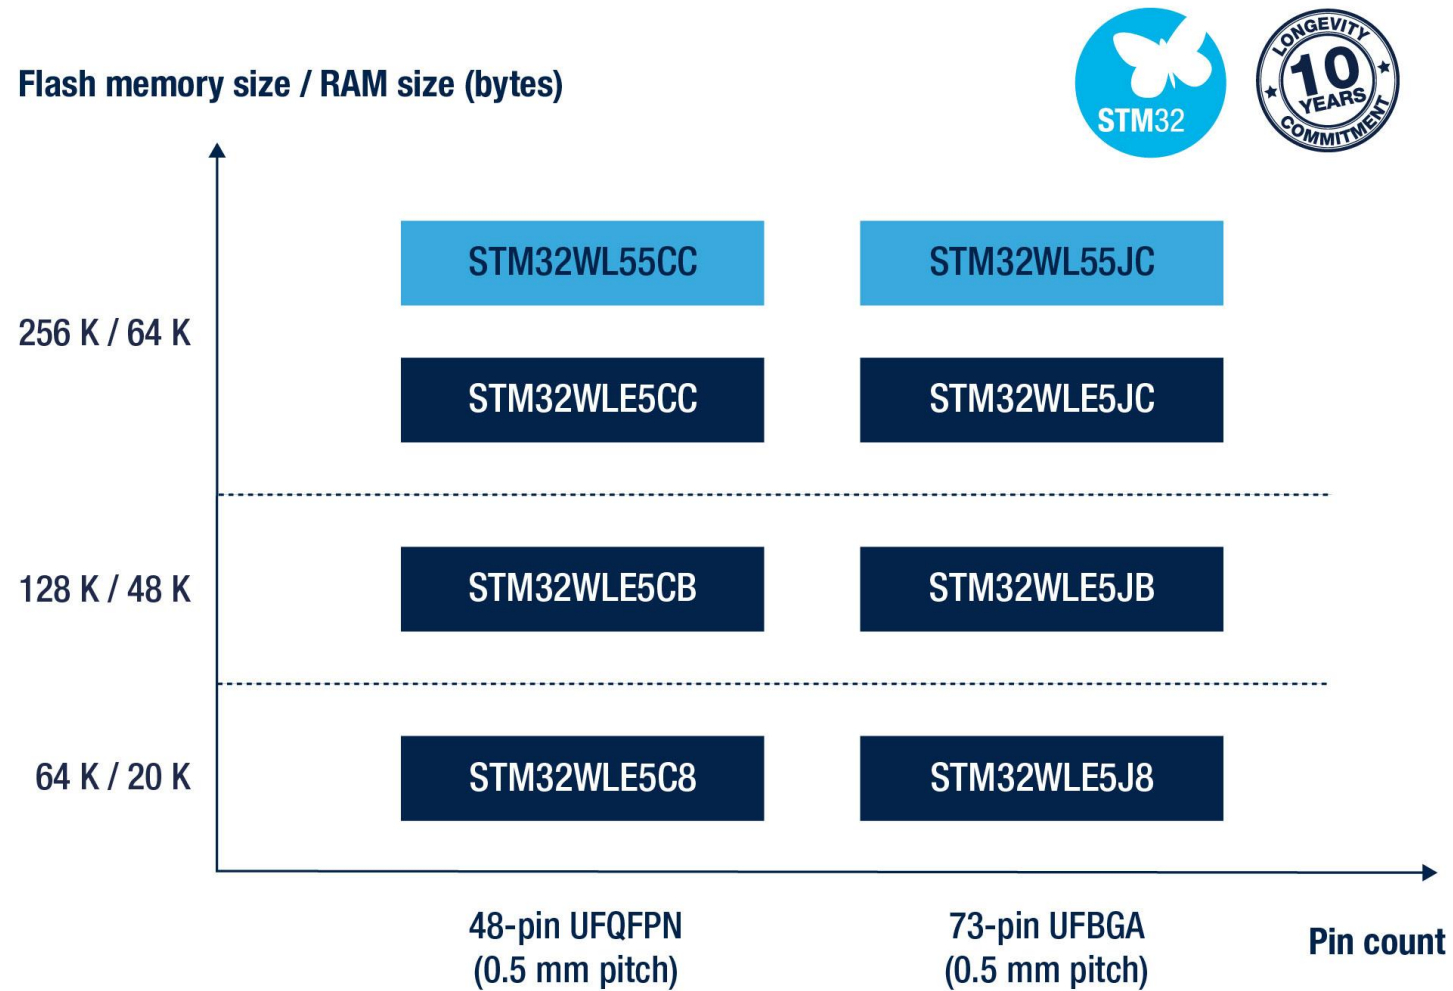 Flash memory size / RAM size (bytes)
STM32
LONGEVITY
10
YEARS
COMMITMENT
256 K / 64 K
STM32WL55CC
STM32WL55JC
STM32WLE5CC
STM32WLE5JC
128 K / 48 K
STM32WLE5CB
STM32WLE5JB
64 K / 20 K
STM32WLE5C8
STM32WLE5J8
48-pin UFQFPN
(0.5 mm pitch)
73-pin UFBGA
(0.5 mm pitch)
Pin count